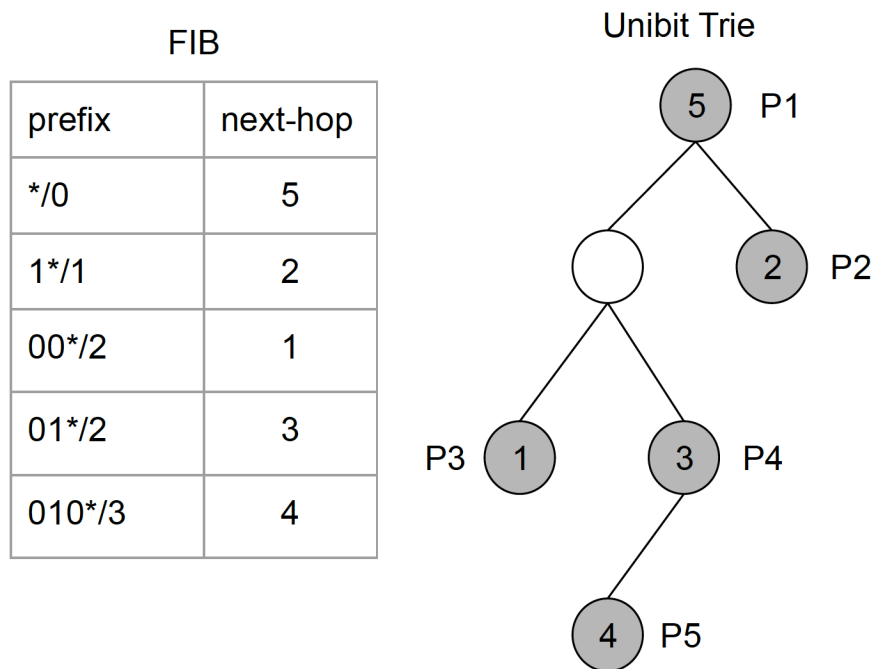 FIB
prefix next-hop
*/0 5
1*/1 2
00*/2 1
01*/2 3
010*/3 4
Unibit Trie
5 P1
2 P2
P3 1 3 P4
4 P5